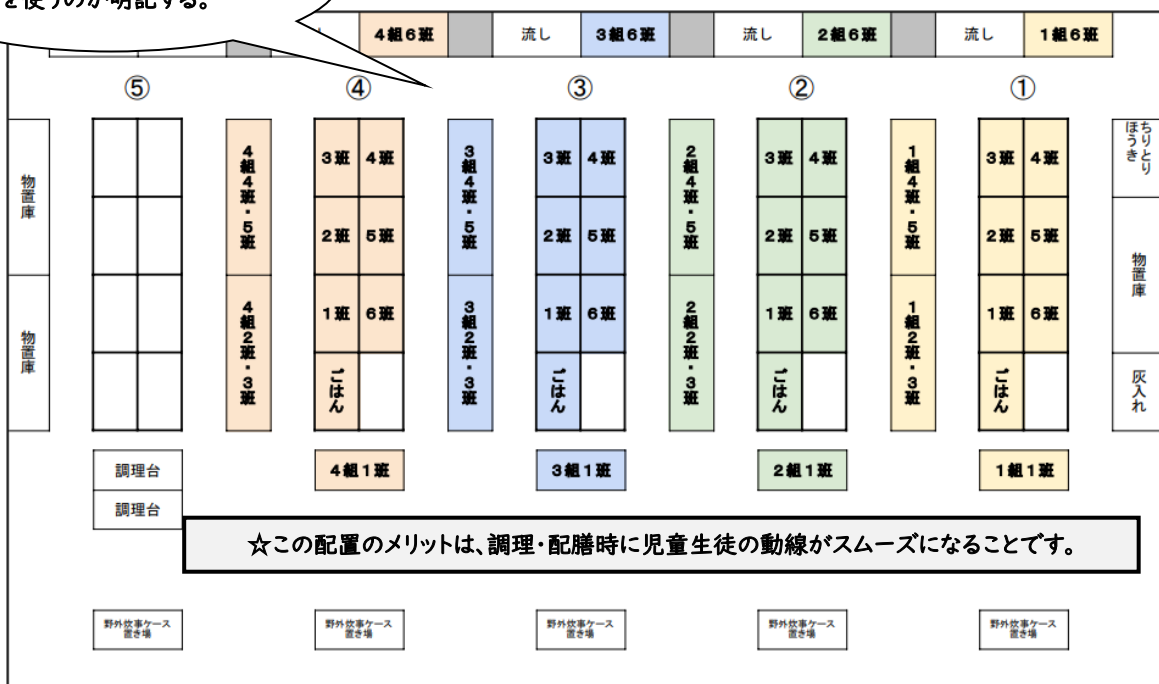 を使うのか明記する。
4組6班 流し 3組6班 流し 2組6班 流し 1組6班
⑤ ④ ③ ② ①
物置庫
物置庫
4組4班・5班
4組2班・3班
3班 4班
2班 5班
1班 6班
ごはん
3組4班・5班
3組2班・3班
3班 4班
2班 5班
1班 6班
ごはん
2組4班・5班
2組2班・3班
3班 4班
2班 5班
1班 6班
ごはん
1組4班・5班
1組2班・3班
3班 4班
2班 5班
1班 6班
ごはん
ちりとり
ほうき
物置庫
灰入れ
調理台 4組1班 3組1班 2組1班 1組1班
調理台
☆この配置のメリットは、調理・配膳時に児童生徒の動線がスムーズになることです。
野外炊事ケース
置き場
野外炊事ケース
置き場
野外炊事ケース
置き場
野外炊事ケース
置き場
野外炊事ケース
置き場